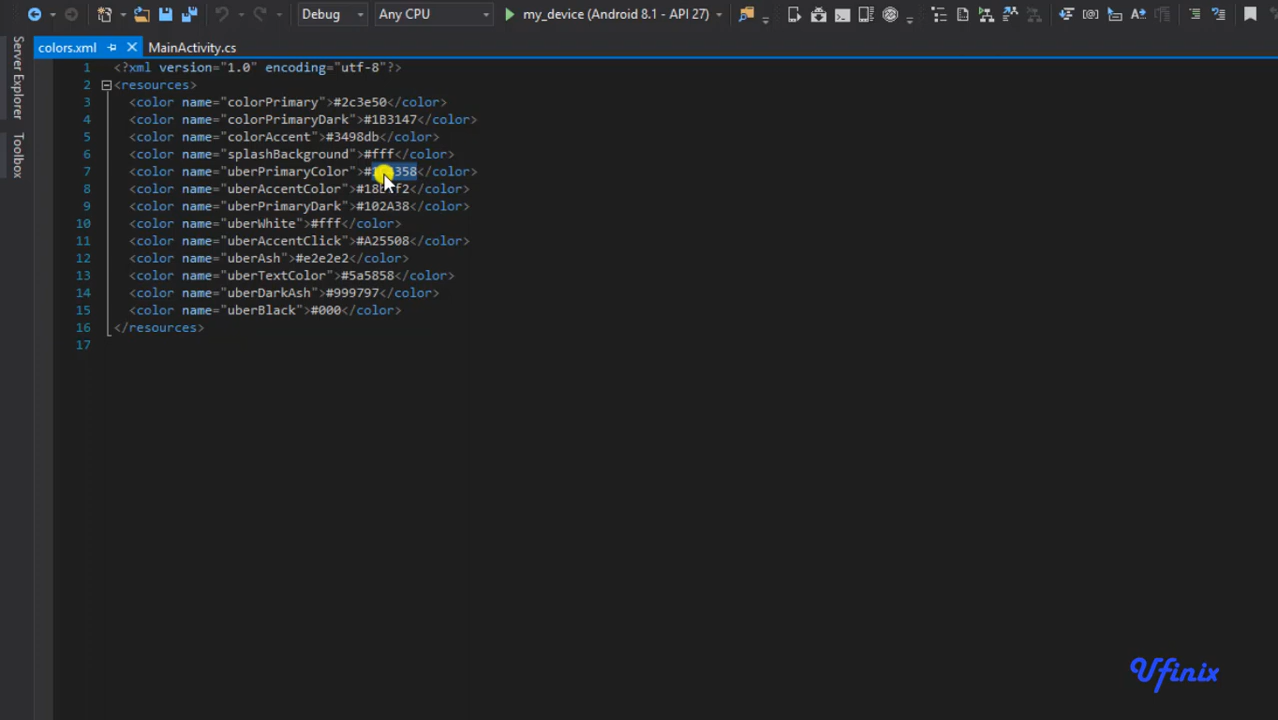 Debug Any CPU my_device (Android 8.1 - API 27)
colors.xml MainActivity.cs
Server Explorer
Toolbox
1 <?xml version="1.0" encoding="utf-8"?>
2 <resources>
3 <color name="colorPrimary">#2c3e50</color>
4 <color name="colorPrimaryDark">#1B3147</color>
5 <color name="colorAccent">#3498db</color>
6 <color name="splashBackground">#fff</color>
7 <color name="uberPrimaryColor"></color>
8 <color name="uberAccentColor"></color>
9 <color name="uberPrimaryDark">#102A38</color>
10 <color name="uberWhite">#fff</color>
11 <color name="uberAccentClick">#A25508</color>
12 <color name="uberAsh">#e2e2e2</color>
13 <color name="uberTextColor">#5a5858</color>
14 <color name="uberDarkAsh">#999797</color>
15 <color name="uberBlack">#000</color>
16 </resources>
17
Ufinix